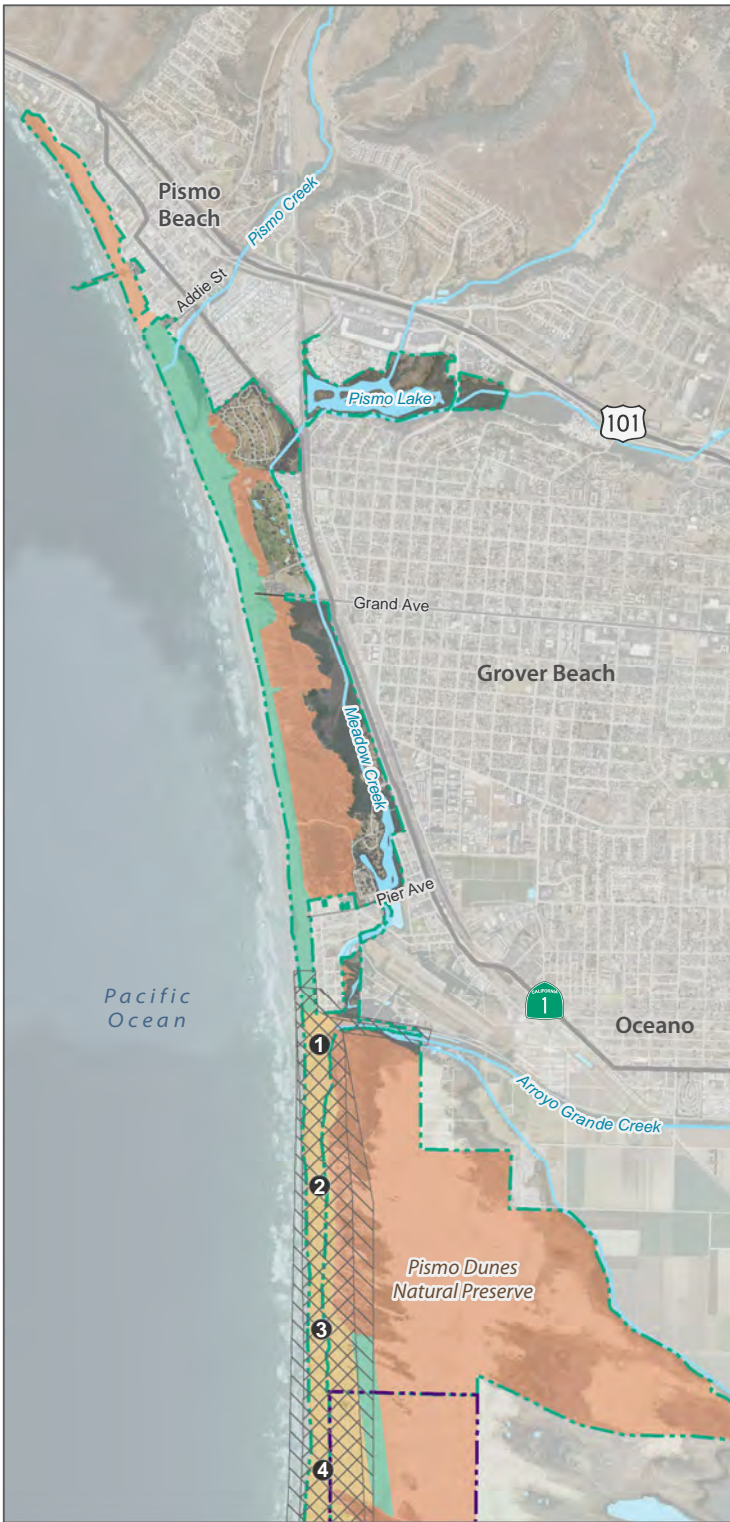 Pismo
Beach
Pismo Creek
Addie St
Pismo Lake
101
Grand Ave
Grover Beach
Meadow Creek
Pier Ave
Pacific
Ocean
CALIFORNIA
1
Oceano
1
Arroyo Grande Creek
2
Pismo Dunes
Natural Preserve
3
4